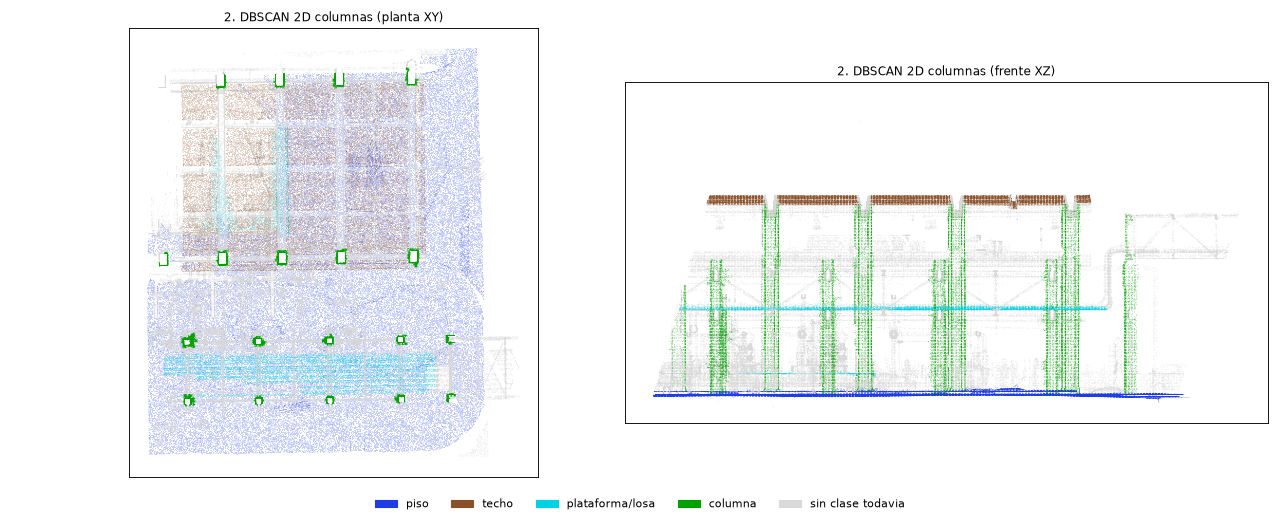 2. DBSCAN 2D columnas (planta XY)
2. DBSCAN 2D columnas (frente XZ)
piso techo plataforma/losa columna sin clase todavia